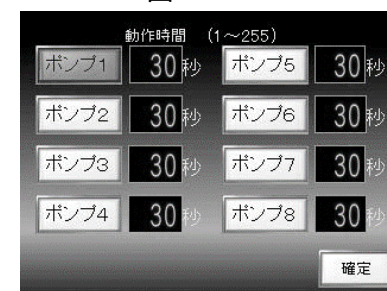 動作時間 (1～255)
ポンプ1 30秒 ポンプ5 30秒
ポンプ2 30秒 ポンプ6 30秒
ポンプ3 30秒 ポンプ7 30秒
ポンプ4 30秒 ポンプ8 30秒
確定